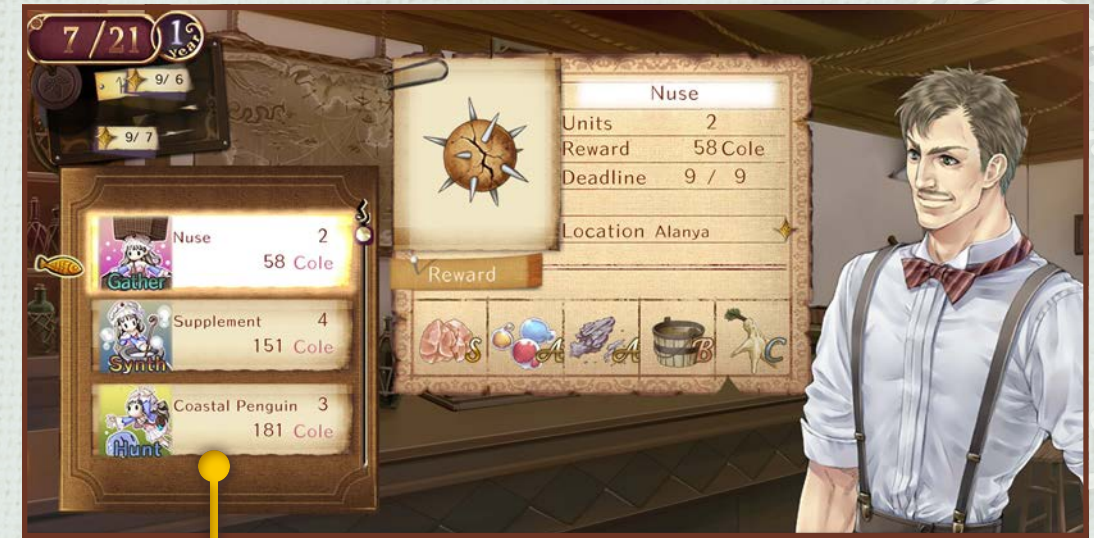 7 /21 1 Year
9/ 6
9/ 7
Nuse 2
58 Cole
Gather
Supplement 4
151 Cole
Synth
Coastal Penguin 3
181 Cole
Hunt
Nuse
Units 2
Reward 58 Cole
Deadline 9 / 9
Location Alanya
Reward
S A A B C